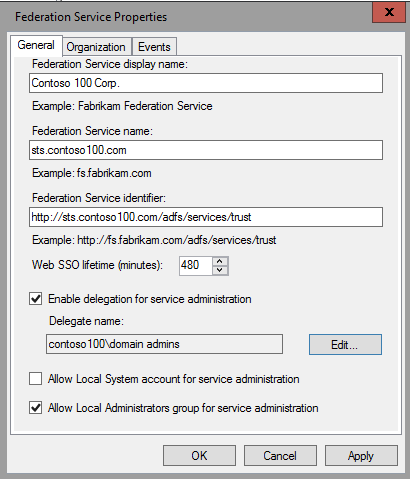 Federation Service Properties
x
General
Organization
Events
Federation Service display name:
Contoso 100 Corp.
Example: Fabrikam Federation Service
Federation Service name:
sts.contoso100.com
Example: fs.fabrikam.com
Federation Service identifier:
http://sts.contoso100.com/adfs/services/trust
Example: http://fs.fabrikam.com/adfs/services/trust
Web SSO lifetime (minutes): 480
Enable delegation for service administration
Delegate name:
contoso100\domain admins
Edit...
Allow Local System account for service administration
Allow Local Administrators group for service administration
OK
Cancel
Apply